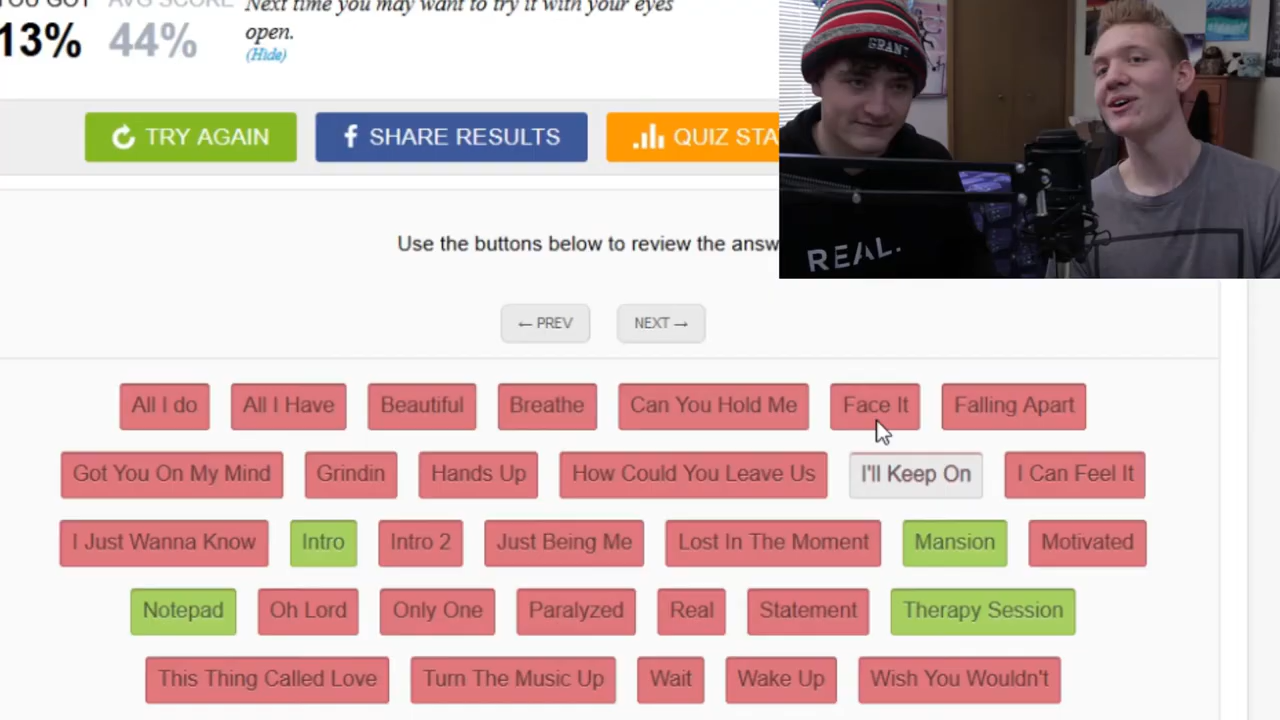 AVG SCORE
Next time you may want to try it with your eyes
13% 44% open.
(Hide)
TRY AGAIN
SHARE RESULTS
QUIZ STA
Use the buttons below to review the answ
← PREV
NEXT →
All I do
All I Have
Beautiful
Breathe
Can You Hold Me
Face It
Falling Apart
Got You On My Mind
Grindin
Hands Up
How Could You Leave Us
I'll Keep On
I Can Feel It
I Just Wanna Know
Intro
Intro 2
Just Being Me
Lost In The Moment
Mansion
Motivated
Notepad
Oh Lord
Only One
Paralyzed
Real
Statement
Therapy Session
This Thing Called Love
Turn The Music Up
Wait
Wake Up
Wish You Wouldn't
REAL.